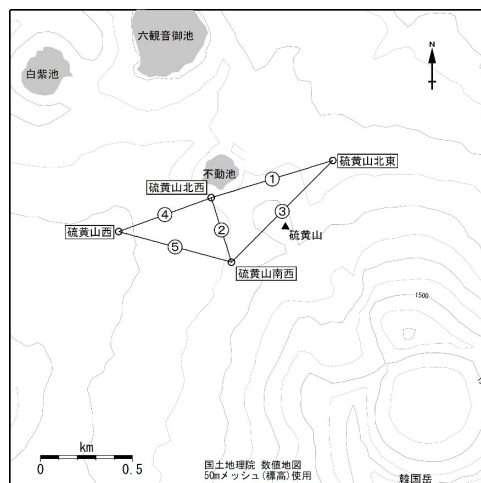 六観音御池
白紫池
N
不動池
硫黄山北東
①
硫黄山北西
③
④
②
硫黄山西
硫黄山
⑤
硫黄山南西
1500
km
0 0.5
国土地理院 数値地図
50mメッシュ(標高)使用
韓国岳